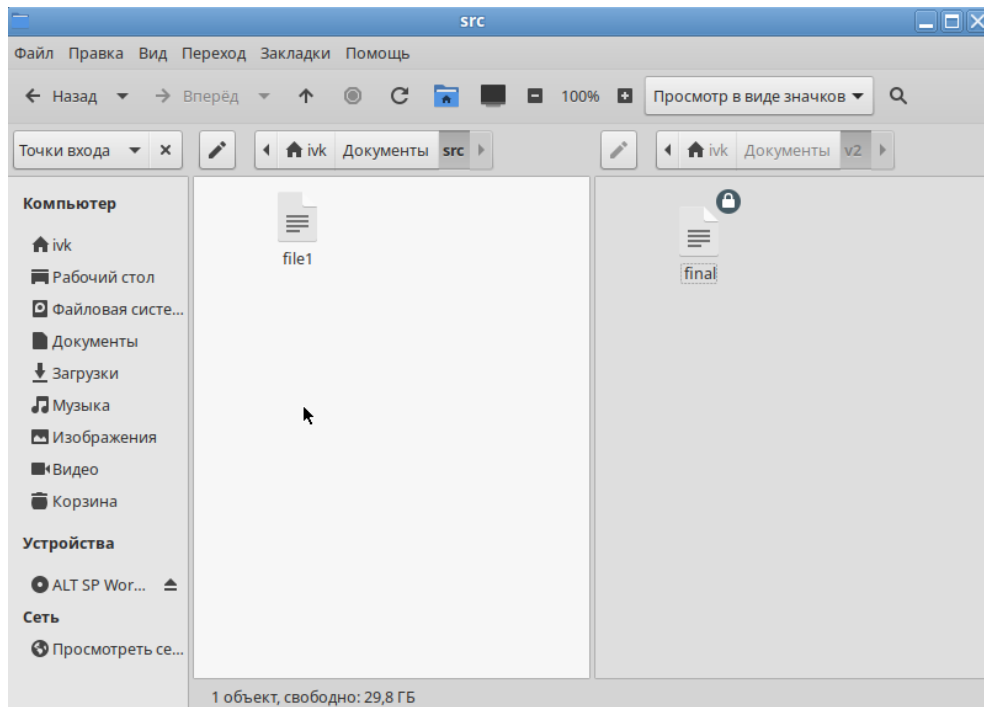 src
Файл Правка Вид Переход Закладки Помощь
Назад Вперёд 100% Просмотр в виде значков
Точки входа ivk Документы src ivk Документы v2
Компьютер
ivk
Рабочий стол
Файловая систе...
Документы
Загрузки
Музыка
Изображения
Видео
Корзина
Устройства
ALT SP Wor...
Сеть
Просмотреть се...
file1
final
1 объект, свободно: 29,8 ГБ